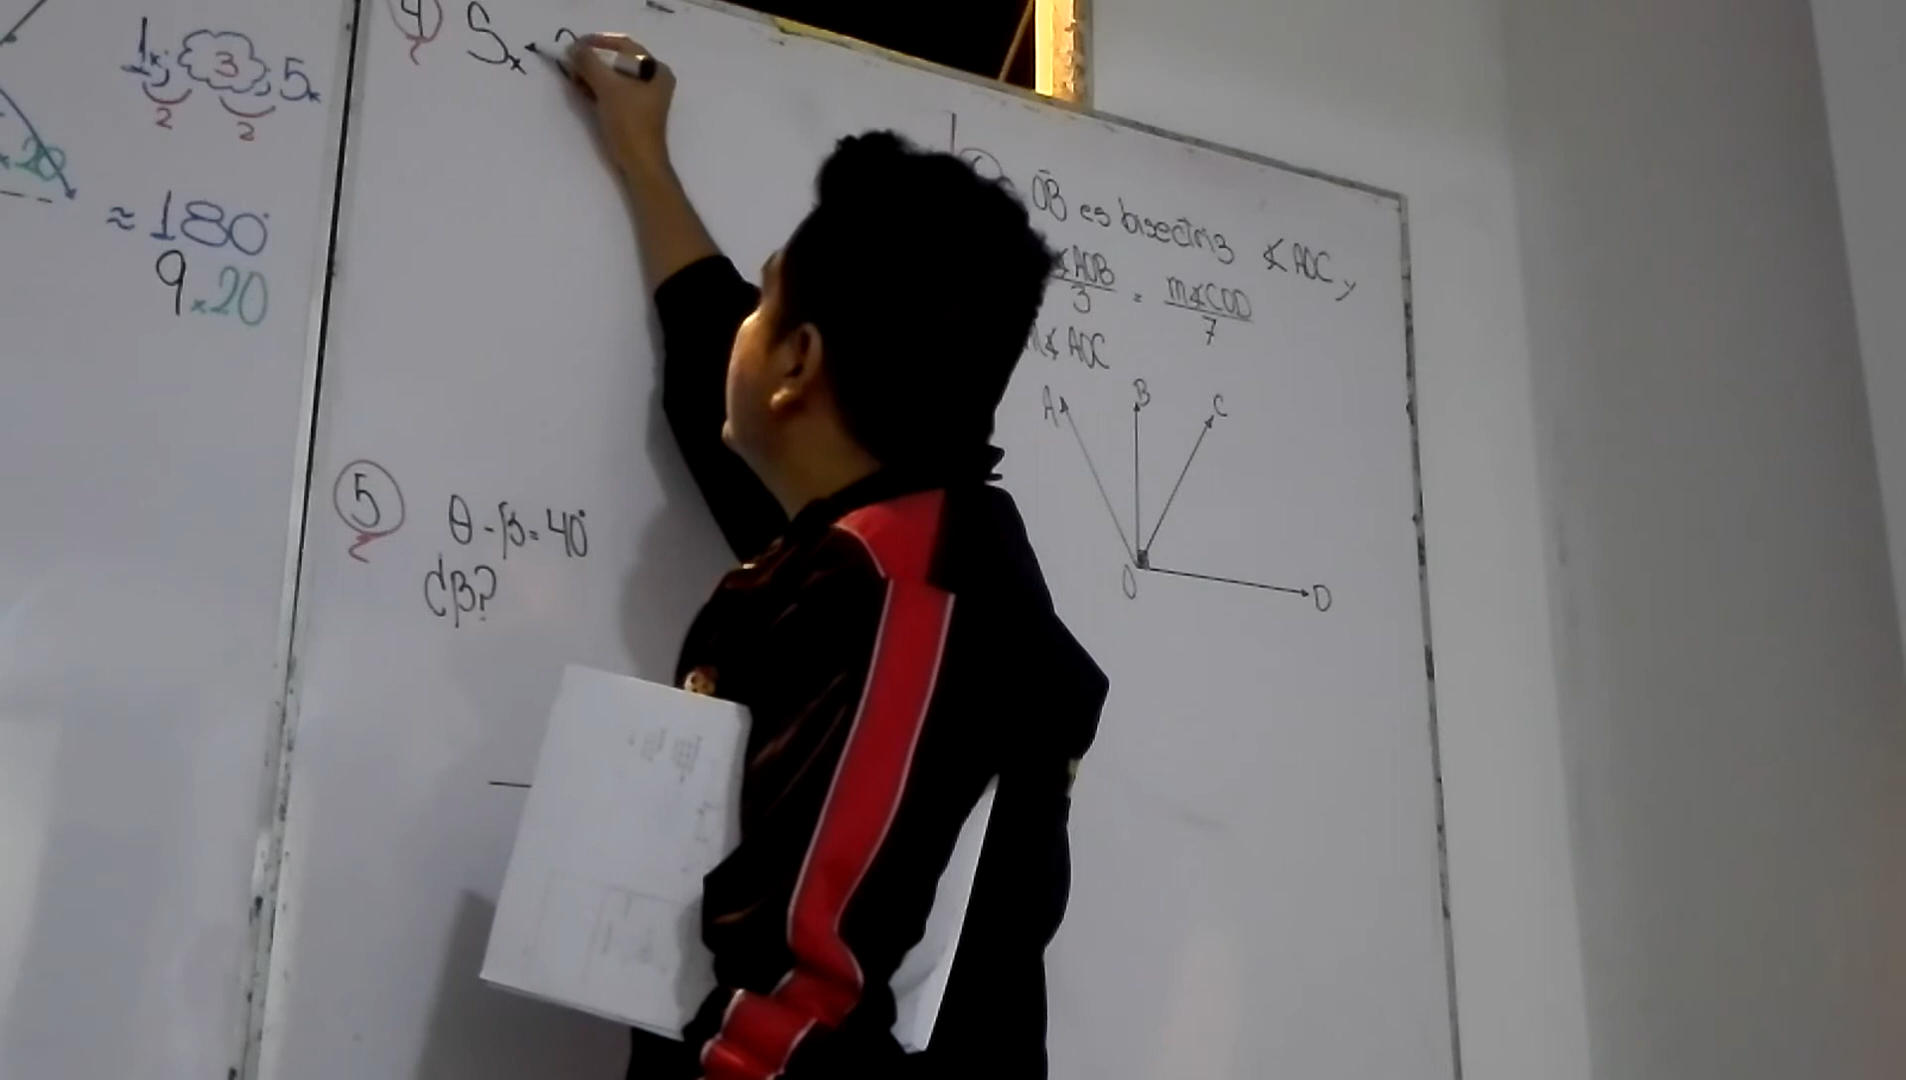 1x; 3; 5x
2 2
x20
≈ 180°
9x20
4 Sx
5 θ - β = 40°
¿β?
OB es bisectriz ∡ AOC y
∡AOB/3 = m∡COD/7
m∡ AOC
A B C
O D